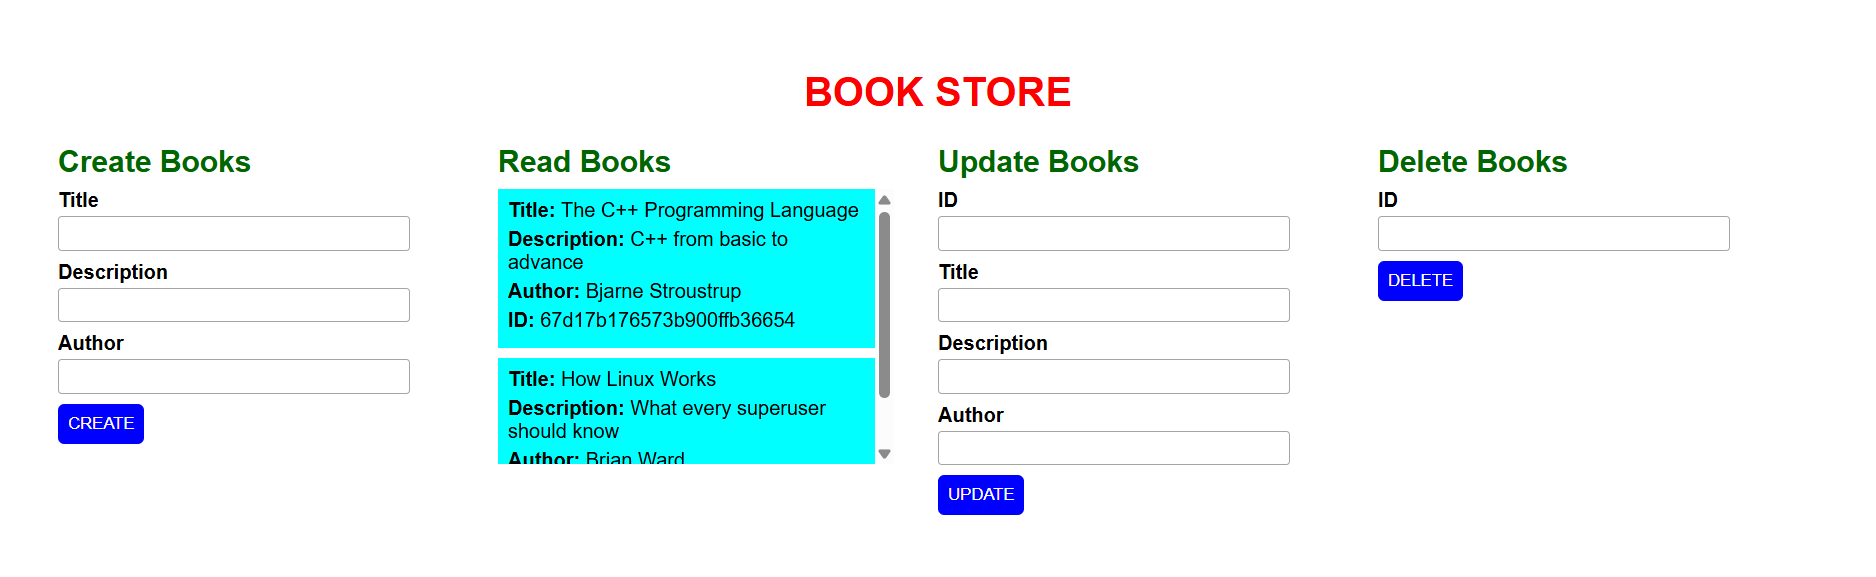 BOOK STORE
Create Books
Title
Description
Author
CREATE
Read Books
Title: The C++ Programming Language
Description: C++ from basic to
advance
Author: Bjarne Stroustrup
ID: 67d17b176573b900ffb36654
Title: How Linux Works
Description: What every superuser
should know
Author: Brian Ward
Update Books
ID
Title
Description
Author
UPDATE
Delete Books
ID
DELETE